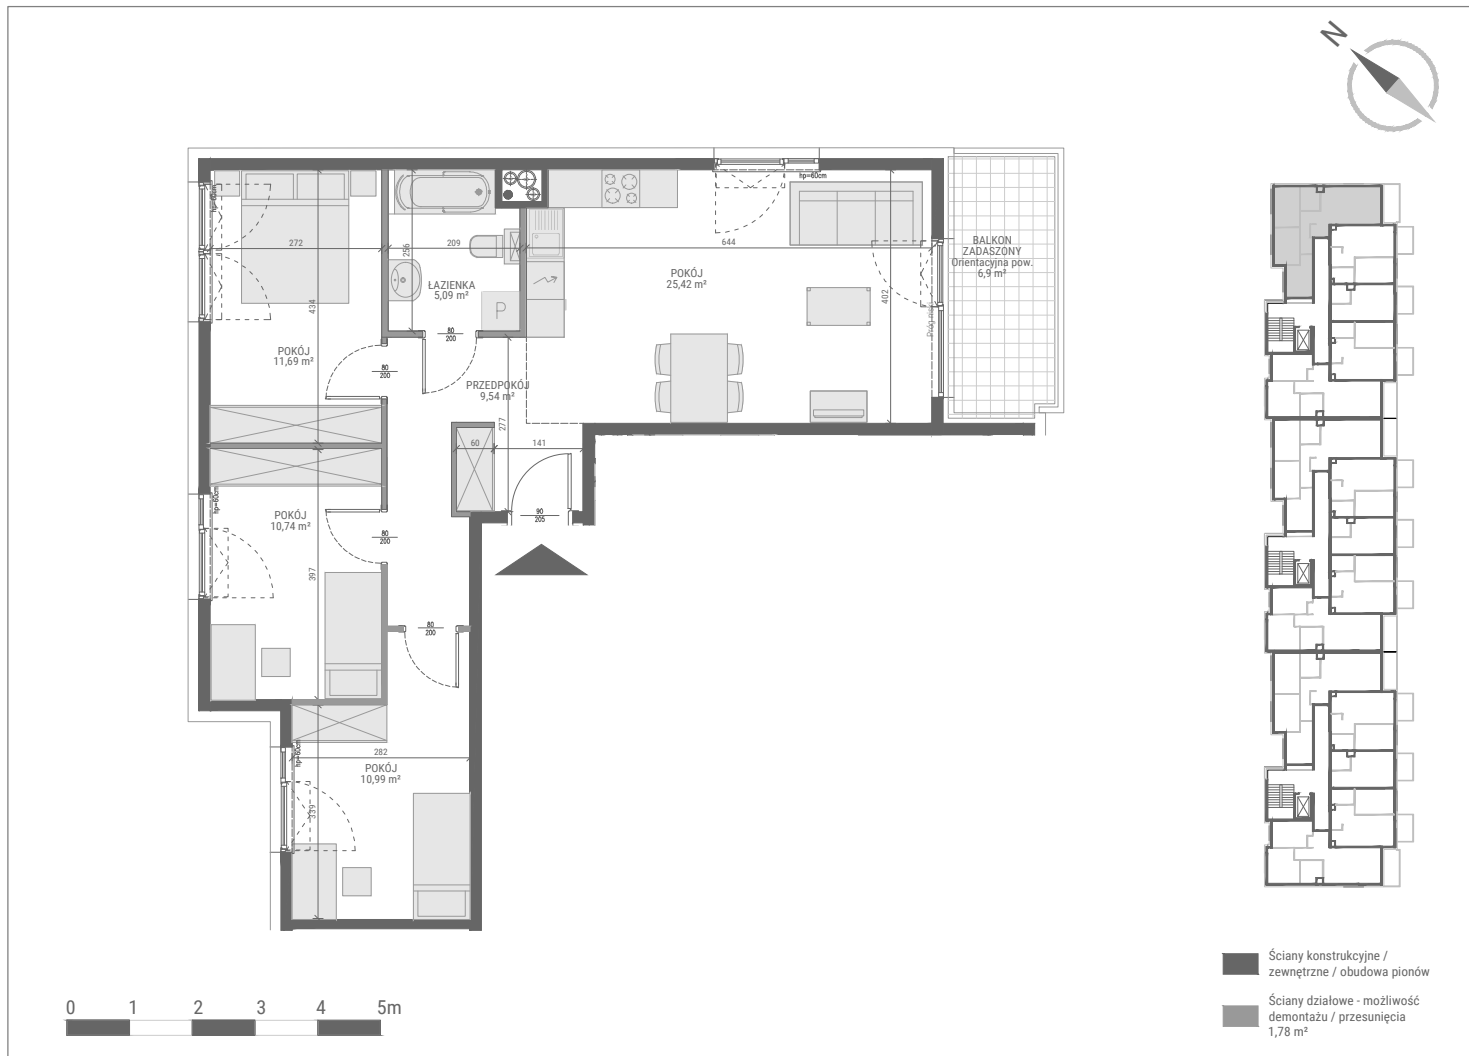 N
hp=60cm
hp=60cm
272
209
256
644
BALKON
ZADASZONY
Orientacyjna pow.
6,9 m²
POKÓJ
25,42 m²
ŁAZIENKA
5,09 m²
P
434
402
80
200
POKÓJ
11,69 m²
80
200
PRZEDPOKÓJ
9,54 m²
277
60
141
hp=60cm
POKÓJ
10,74 m²
90
205
80
200
397
80
200
hp=60cm
282
POKÓJ
10,99 m²
339
Ściany konstrukcyjne /
zewnętrzne / obudowa pionów
Ściany działowe - możliwość
demontażu / przesunięcia
1,78 m²
0 1 2 3 4 5m